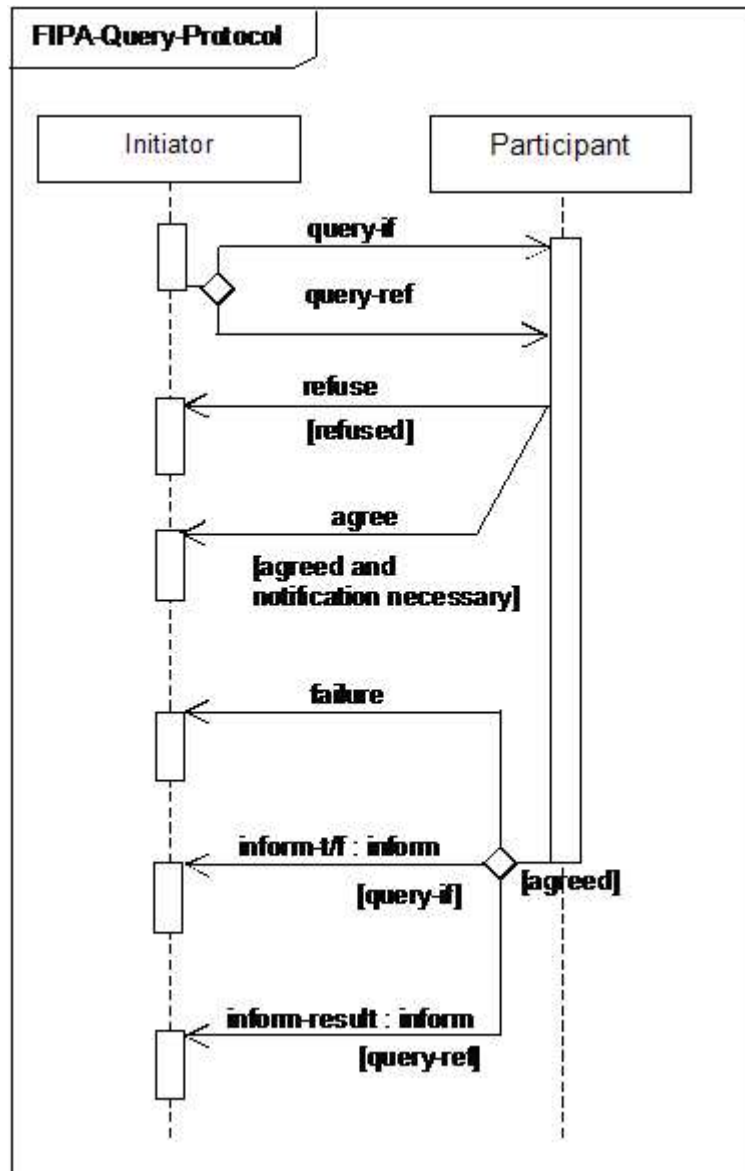 FIPA-Query-Protocol
Initiator
Participant
query-if
query-ref
refuse
[refused]
agree
[agreed and
notification necessary]
failure
inform-t/f : inform
[query-if]
[agreed]
inform-result : inform
[query-ref]